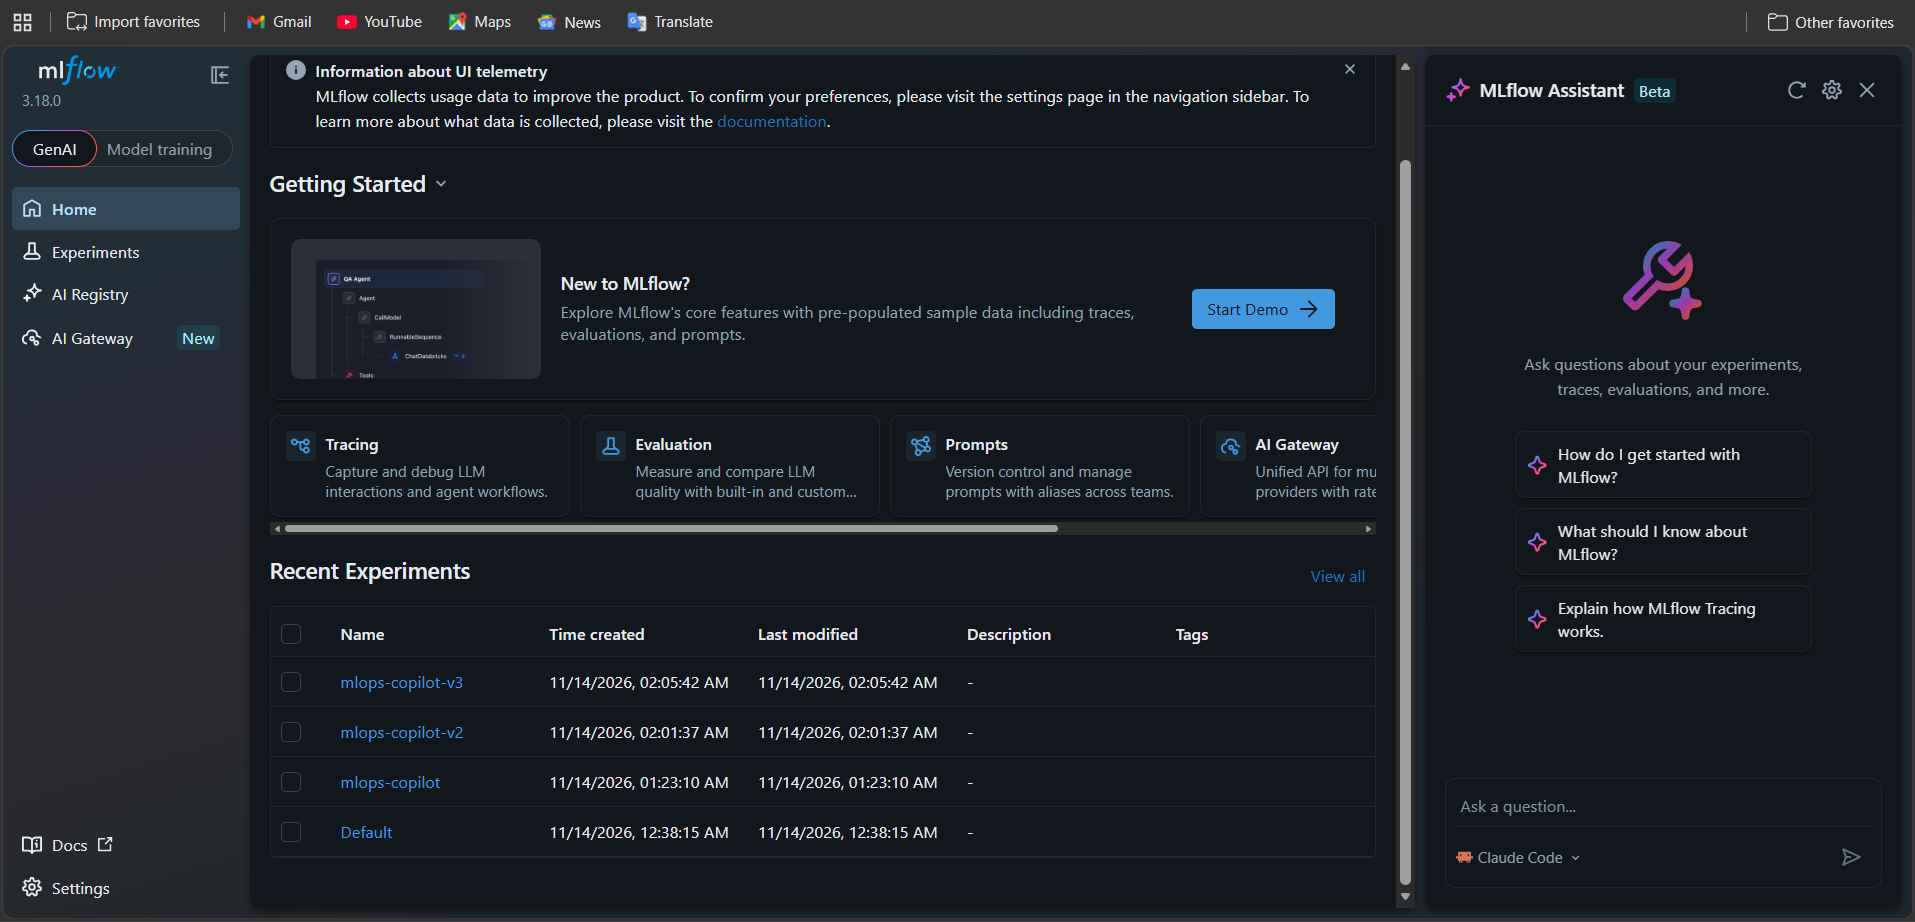 Import favorites
Gmail
YouTube
Maps
News
Translate
Other favorites
mlflow
3.18.0
GenAI
Model training
Home
Experiments
AI Registry
AI Gateway New
Docs
Settings
Information about UI telemetry
MLflow collects usage data to improve the product. To confirm your preferences, please visit the settings page in the navigation sidebar. To
learn more about what data is collected, please visit the documentation.
Getting Started
QA Agent
Agent
CallModel
RunnableSequence
ChatDatabricks
Tools
New to MLflow?
Explore MLflow's core features with pre-populated sample data including traces,
evaluations, and prompts.
Start Demo
Tracing
Capture and debug LLM
interactions and agent workflows.
Evaluation
Measure and compare LLM
quality with built-in and custom...
Prompts
Version control and manage
prompts with aliases across teams.
AI Gateway
Unified API for mu
providers with rate
Recent Experiments
View all
Name Time created Last modified Description Tags
mlops-copilot-v3 11/14/2026, 02:05:42 AM 11/14/2026, 02:05:42 AM -
mlops-copilot-v2 11/14/2026, 02:01:37 AM 11/14/2026, 02:01:37 AM -
mlops-copilot 11/14/2026, 01:23:10 AM 11/14/2026, 01:23:10 AM -
Default 11/14/2026, 12:38:15 AM 11/14/2026, 12:38:15 AM -
MLflow Assistant Beta
Ask questions about your experiments,
traces, evaluations, and more.
How do I get started with
MLflow?
What should I know about
MLflow?
Explain how MLflow Tracing
works.
Ask a question...
Claude Code